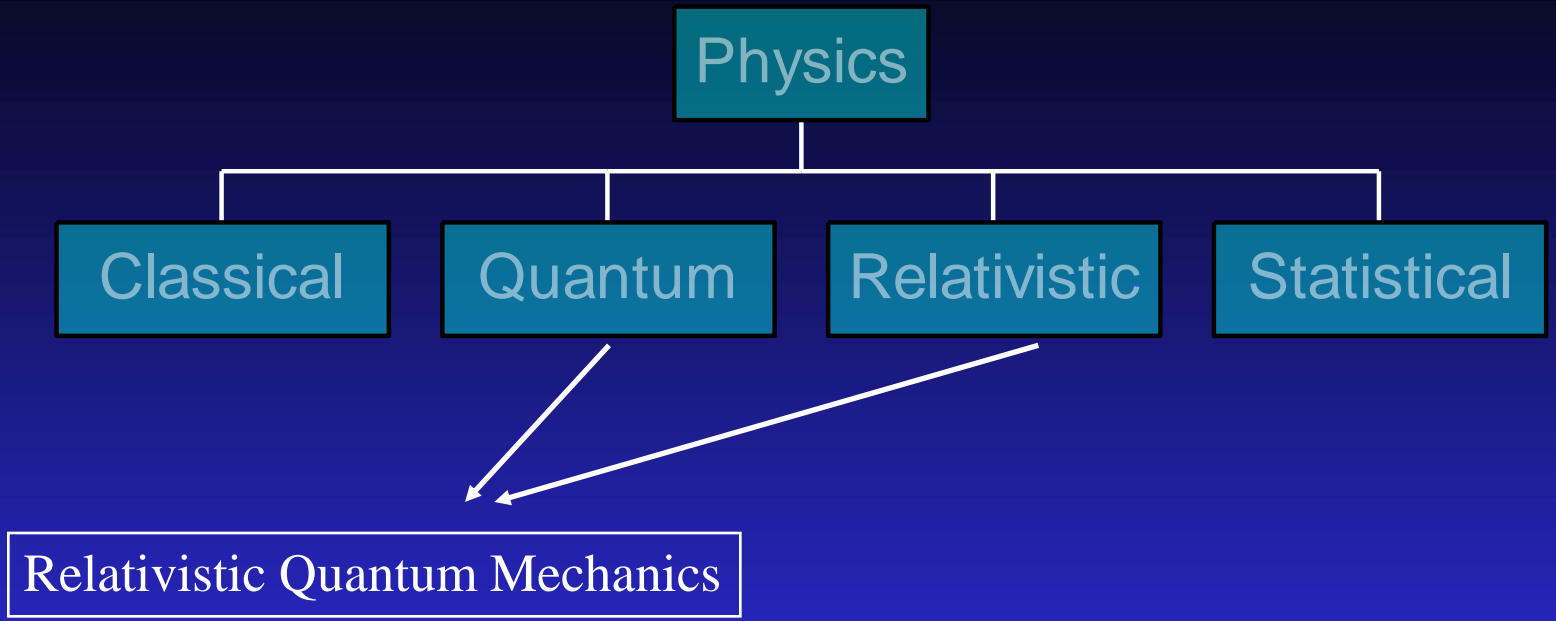 Physics
Classical
Quantum
Relativistic
Statistical
Relativistic Quantum Mechanics